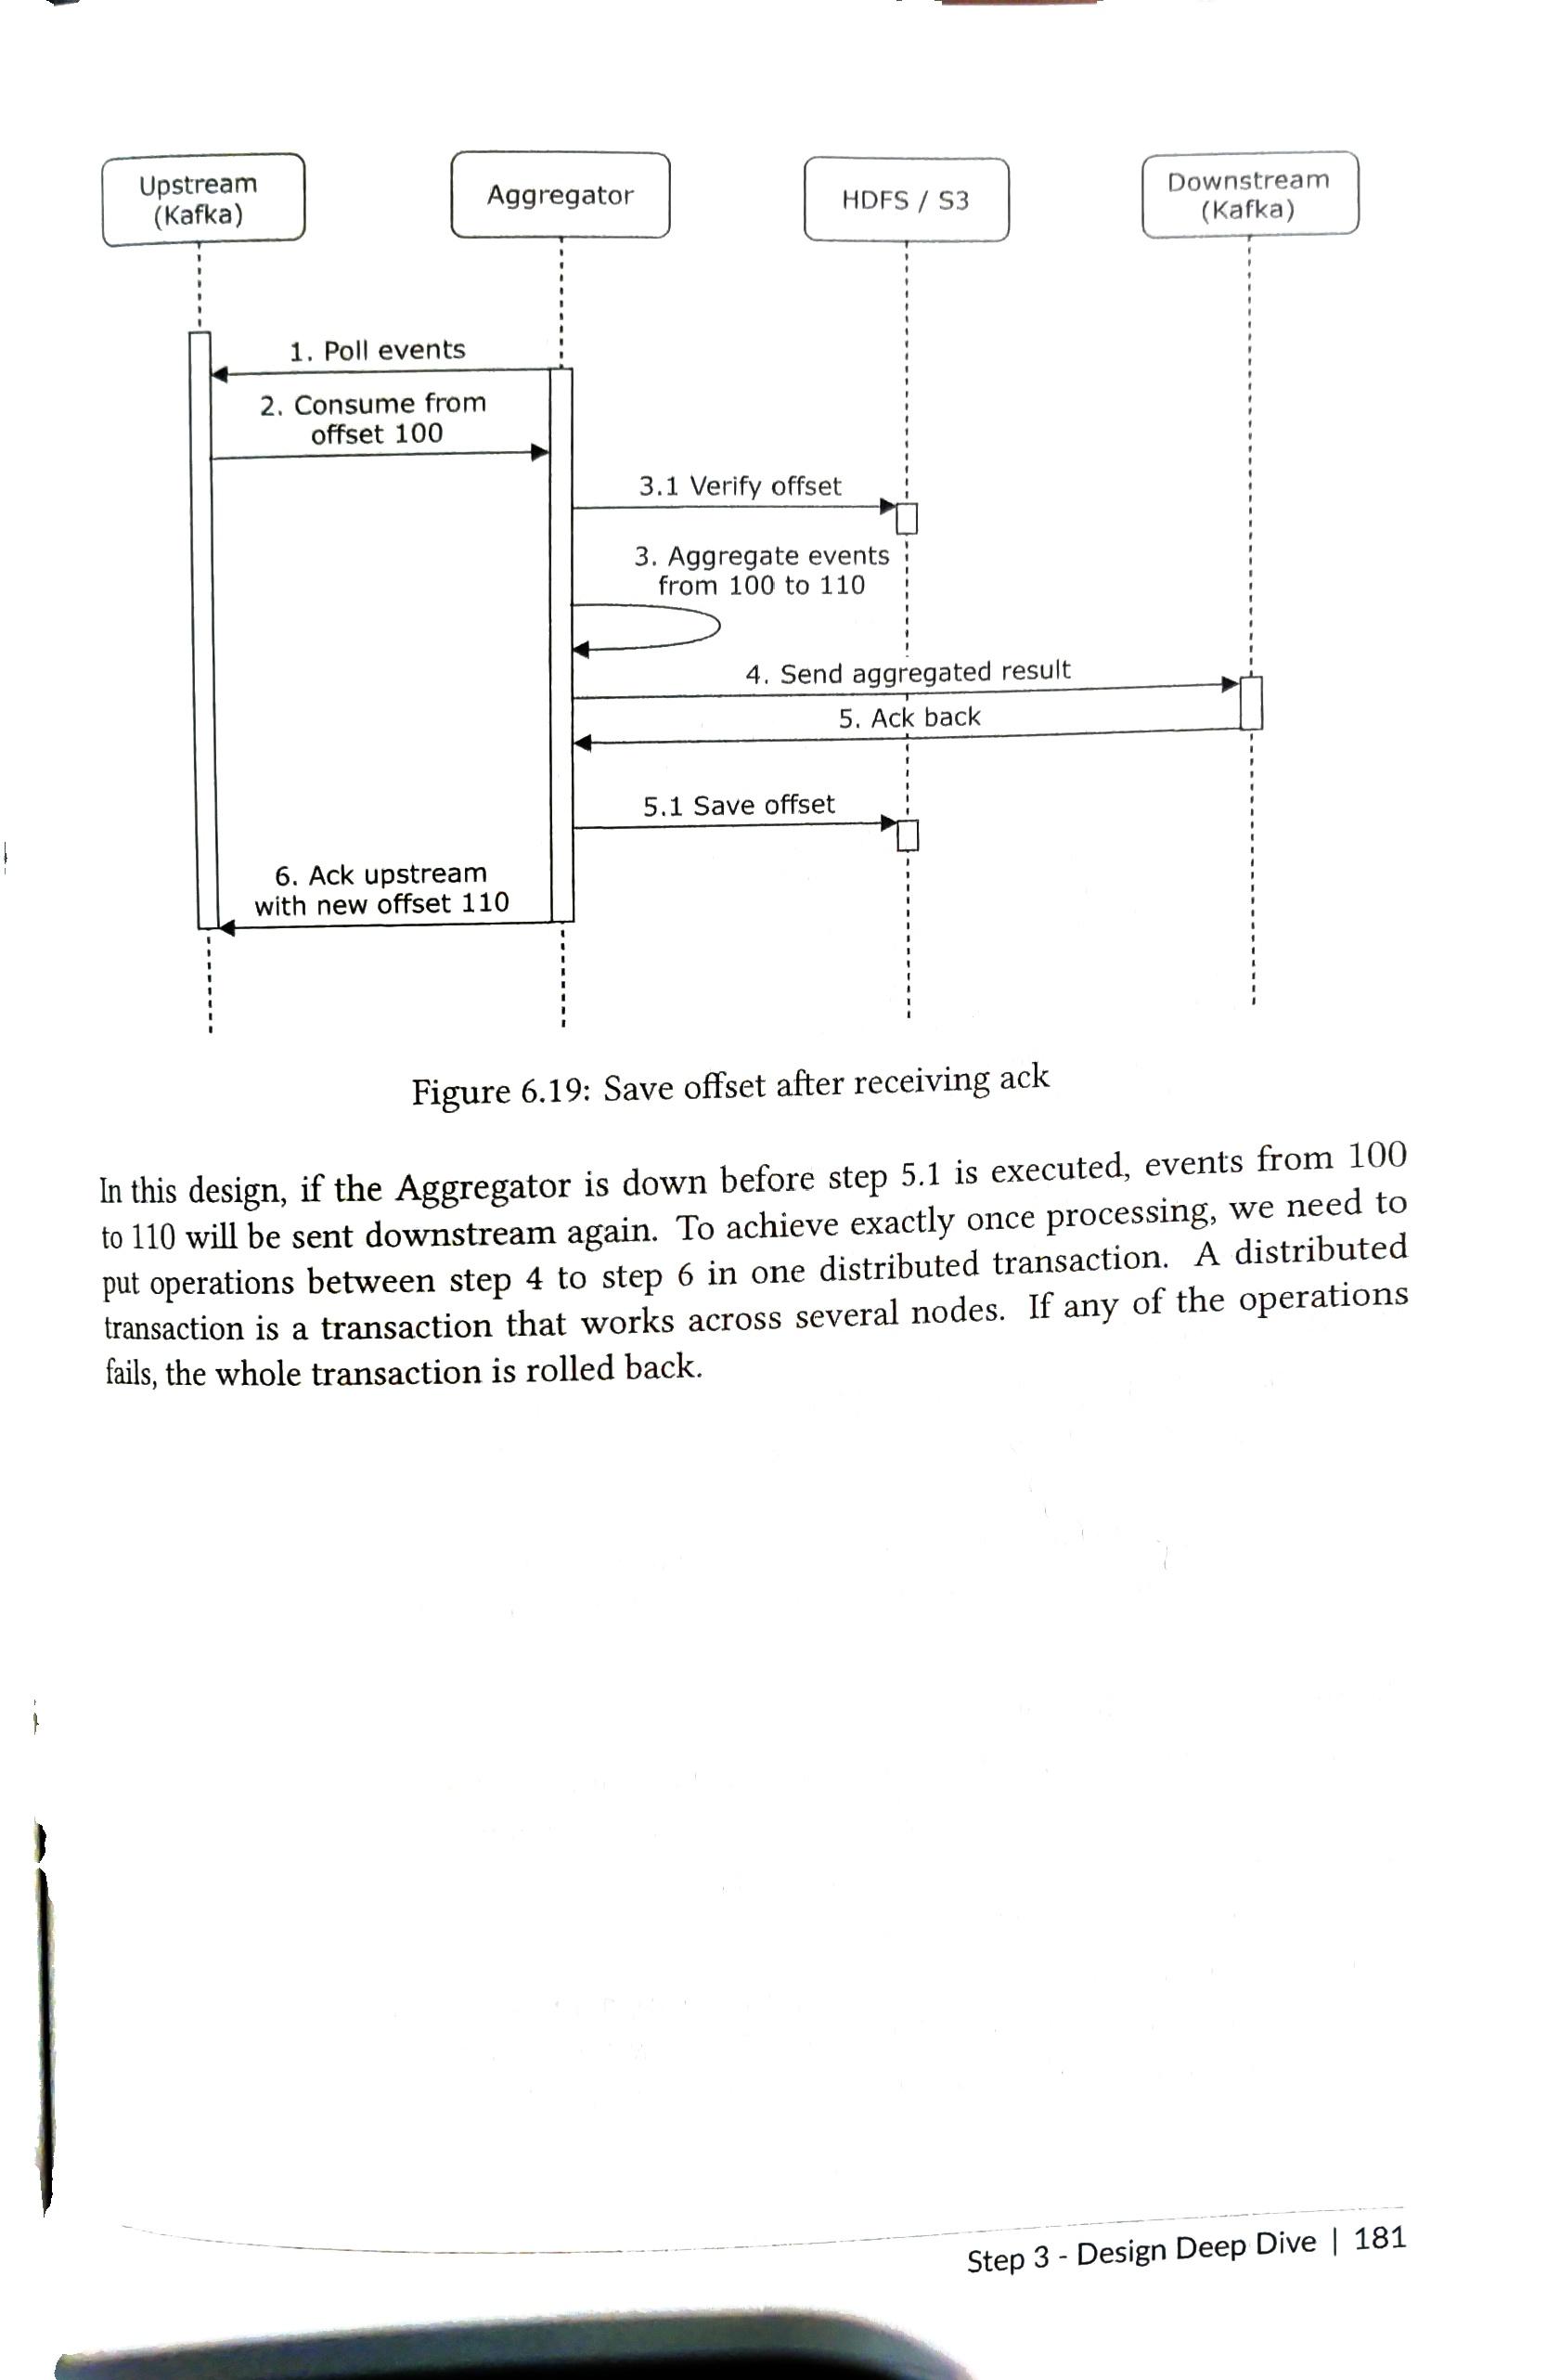 Upstream
(Kafka)
Aggregator
HDFS / S3
Downstream
(Kafka)
1. Poll events
2. Consume from
offset 100
3.1 Verify offset
3. Aggregate events
from 100 to 110
4. Send aggregated result
5. Ack back
5.1 Save offset
6. Ack upstream
with new offset 110
Figure 6.19: Save offset after receiving ack
In this design, if the Aggregator is down before step 5.1 is executed, events from 100
to 110 will be sent downstream again. To achieve exactly once processing, we need to
put operations between step 4 to step 6 in one distributed transaction. A distributed
transaction is a transaction that works across several nodes. If any of the operations
fails, the whole transaction is rolled back.
Step 3 - Design Deep Dive | 181